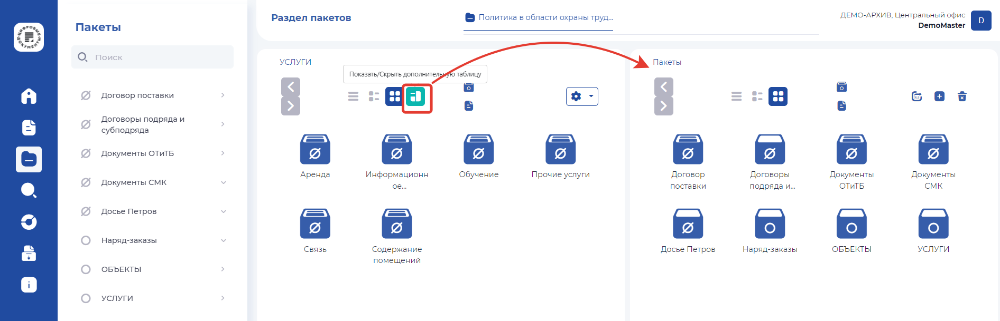 ЦИФРОВЫЕ ДОКУМЕНТЫ
Пакеты
Поиск
Договор поставки
Договоры подряда и
субподряда
Документы ОТиТБ
Документы СМК
Досье Петров
Наряд-заказы
ОБЪЕКТЫ
УСЛУГИ
Раздел пакетов
Политика в области охраны труд...
ДЕМО-АРХИВ, Центральный офис
DemoMaster
D
УСЛУГИ
Показать/Скрыть дополнительную таблицу
Аренда
Информационн
ое...
Обучение
Прочие услуги
Связь
Содержание
помещений
Пакеты
XLS
Договор
поставки
Договоры
подряда и...
Документы
ОТиТБ
Документы
СМК
Досье Петров
Наряд-заказы
ОБЪЕКТЫ
УСЛУГИ